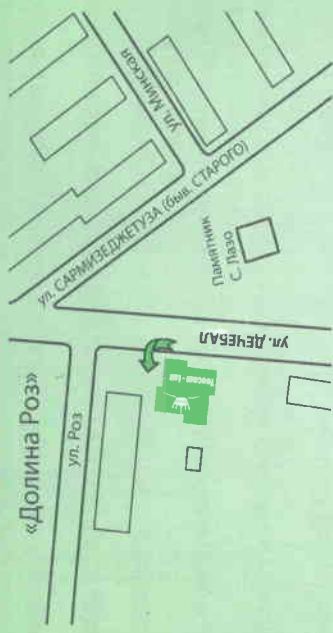 «Долина Роз»
ул. Роз
ул. Минская
ул. САРМИЗЕДЖЕТУЗА (быв. СТАРОГО)
Памятник
С. Лазо
ул. ДЕЧЕБАЛ